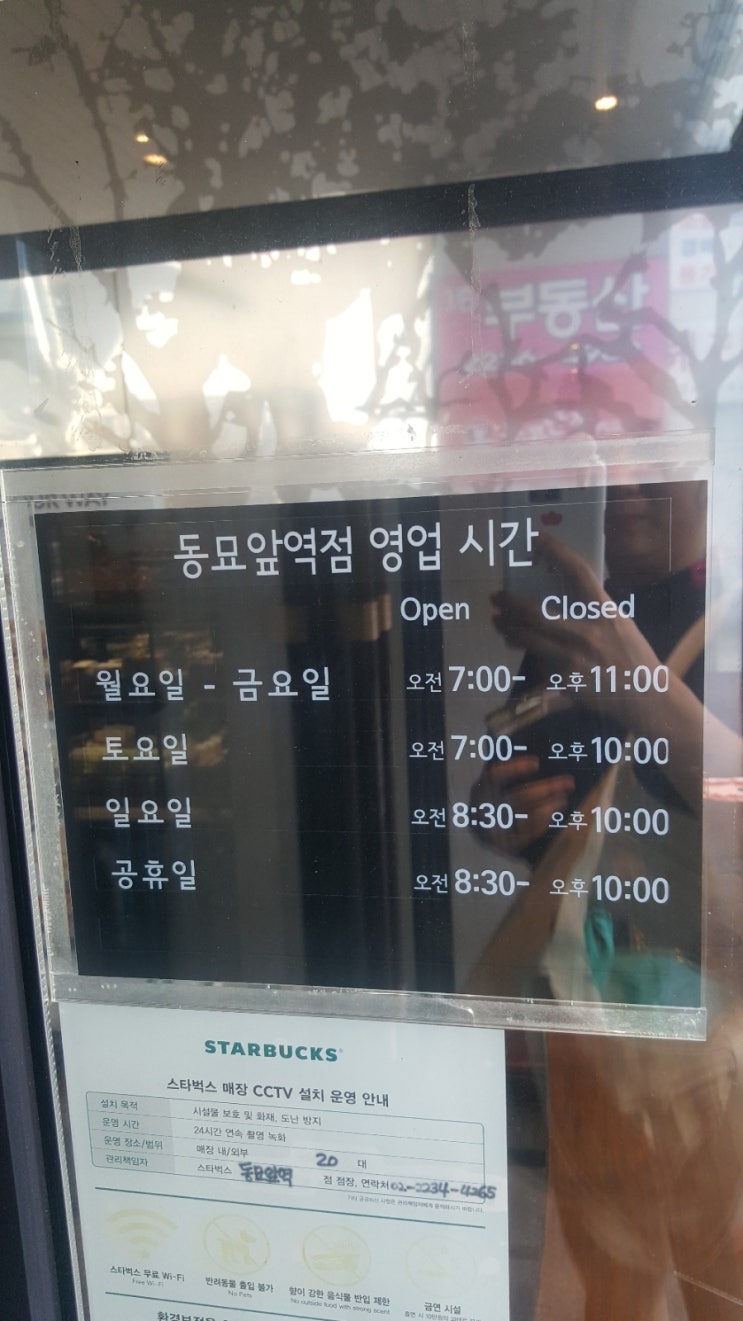 부동산
동묘앞역점 영업 시간
Open Closed
월요일 - 금요일 오전 7:00- 오후 11:00
토요일 오전 7:00- 오후 10:00
일요일 오전 8:30- 오후 10:00
공휴일 오전 8:30- 오후 10:00
STARBUCKS
스타벅스 매장 CCTV 설치 운영 안내
설치 목적 시설물 보호 및 화재, 도난 방지
운영 시간 24시간 연속 촬영 녹화
운영 장소/범위 매장 내/외부 20 대
관리책임자 스타벅스 동묘앞역 점 점장, 연락처 02-2234-4265
스타벅스 무료 Wi-Fi
Free Wi-Fi
반려동물 출입 불가
No Pets
향이 강한 음식물 반입 제한
No outside food with strong scent
금연 시설